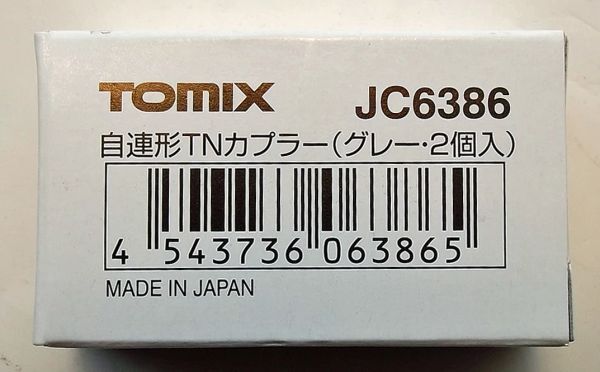 TOMIX JC6386
自連形TNカプラー(グレー･2個入)
4 543736 063865
MADE IN JAPAN